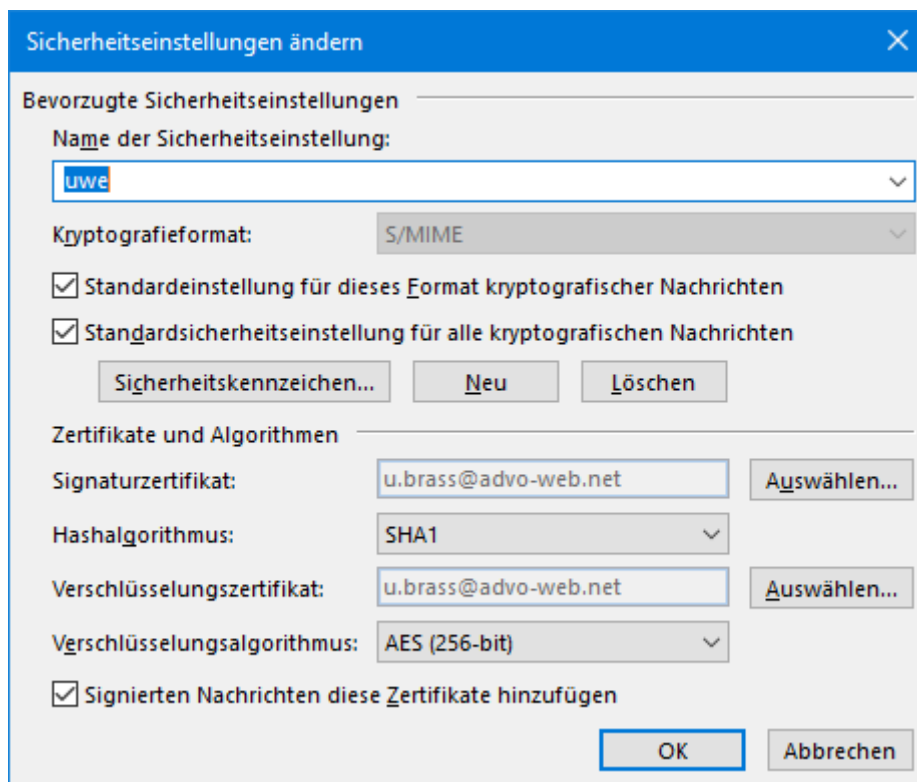 Sicherheitseinstellungen ändern
Bevorzugte Sicherheitseinstellungen
Name der Sicherheitseinstellung:
uwe
Kryptografieformat: S/MIME
Standardeinstellung für dieses Format kryptografischer Nachrichten
Standardsicherheitseinstellung für alle kryptografischen Nachrichten
Sicherheitskennzeichen... Neu Löschen
Zertifikate und Algorithmen
Signaturzertifikat: u.brass@advo-web.net Auswählen...
Hashalgorithmus: SHA1
Verschlüsselungszertifikat: u.brass@advo-web.net Auswählen...
Verschlüsselungsalgorithmus: AES (256-bit)
Signierten Nachrichten diese Zertifikate hinzufügen
OK Abbrechen